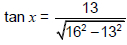 tan x = 13 / √(16² − 13²)